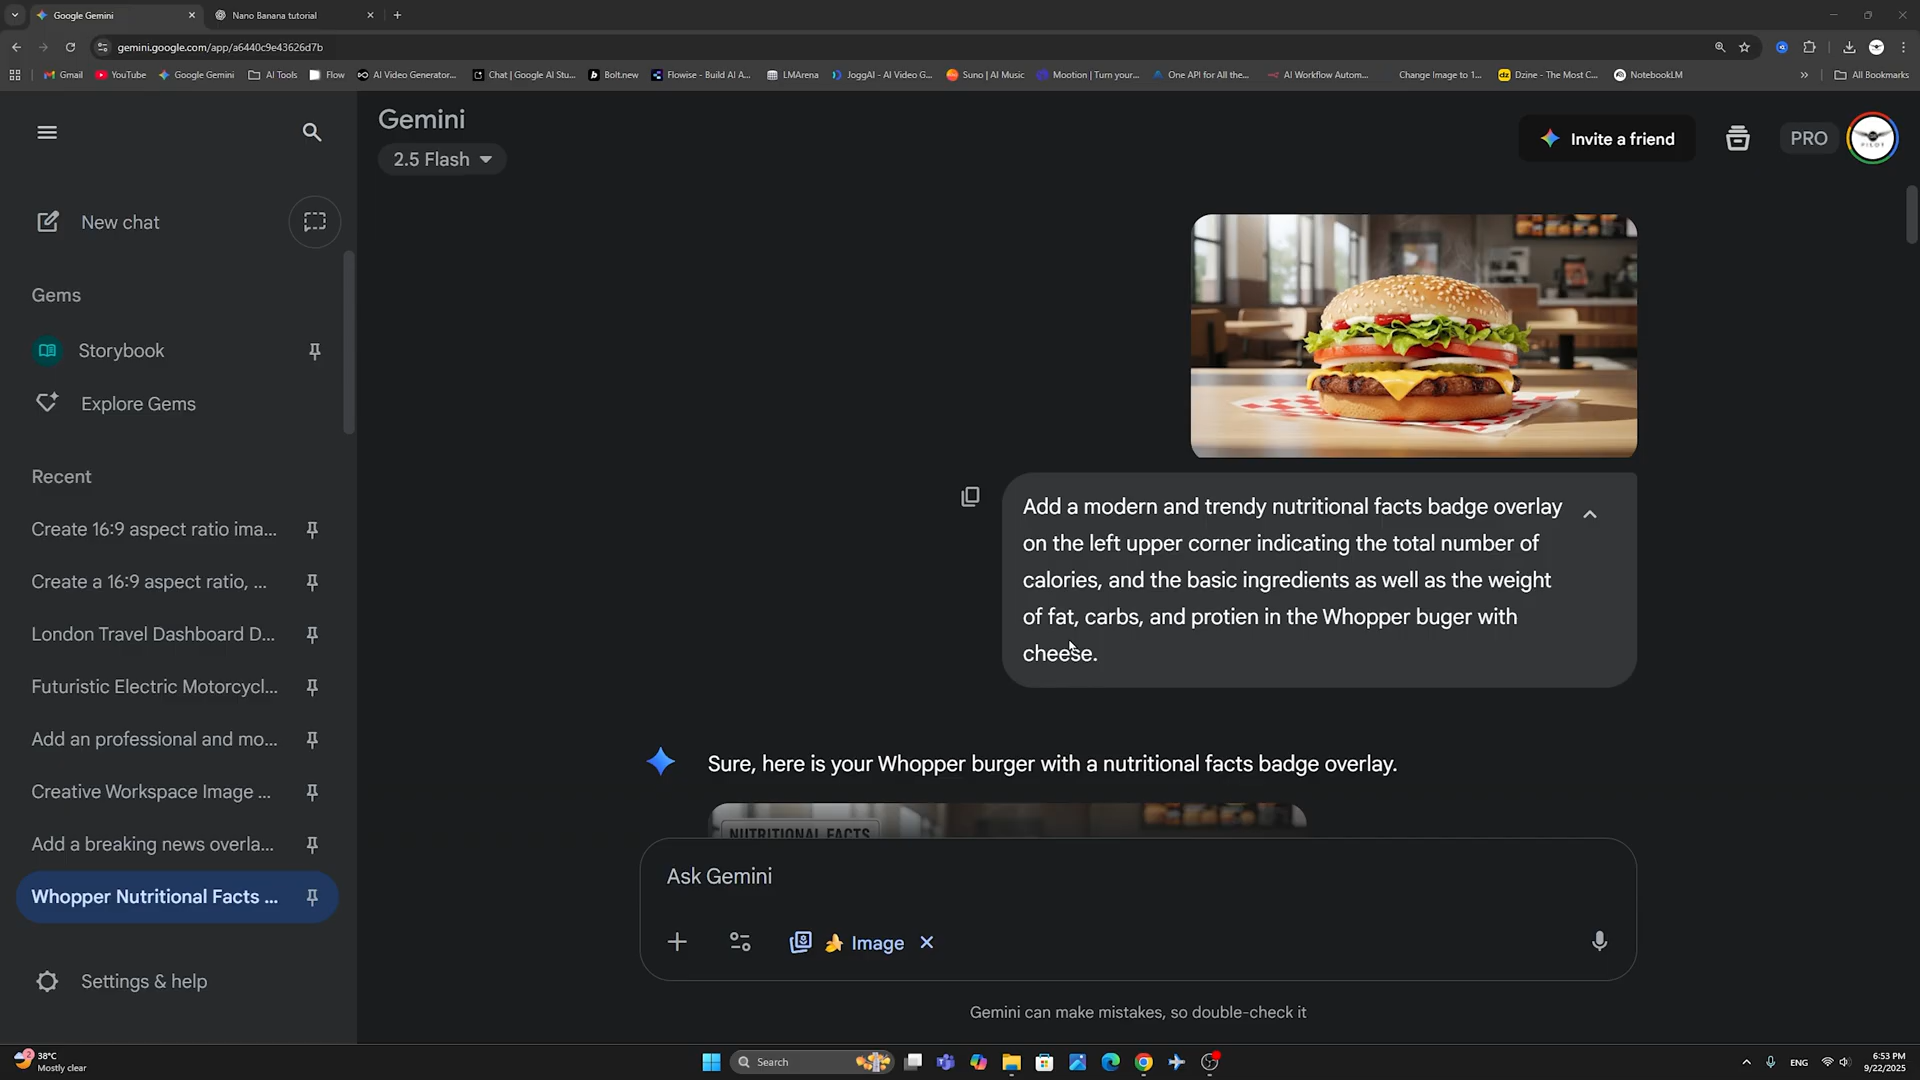 Google Gemini
Nano Banana tutorial
gemini.google.com/app/a6440c9e43626d7b
Gmail
YouTube
Google Gemini
AI Tools
Flow
AI Video Generator...
Chat | Google AI Stu...
Bolt.new
Flowise - Build AI A...
LMArena
JoggAI - AI Video G...
Suno | AI Music
Mootion | Turn your...
One API for All the...
AI Workflow Autom...
Change Image to 1...
dz
Dzine - The Most C...
NotebookLM
All Bookmarks
Gemini
2.5 Flash
Invite a friend
PRO
PILOT
New chat
Gems
Storybook
Explore Gems
Recent
Create 16:9 aspect ratio ima...
Create a 16:9 aspect ratio, ...
London Travel Dashboard D...
Futuristic Electric Motorcycl...
Add an professional and mo...
Creative Workspace Image ...
Add a breaking news overla...
Whopper Nutritional Facts ...
Settings & help
Add a modern and trendy nutritional facts badge overlay
on the left upper corner indicating the total number of
calories, and the basic ingredients as well as the weight
of fat, carbs, and protien in the Whopper buger with
cheese.
Sure, here is your Whopper burger with a nutritional facts badge overlay.
NUTRITIONAL FACTS
Ask Gemini
Image
Gemini can make mistakes, so double-check it
2
38°C
Mostly clear
Search
ENG
6:53 PM
9/22/2025